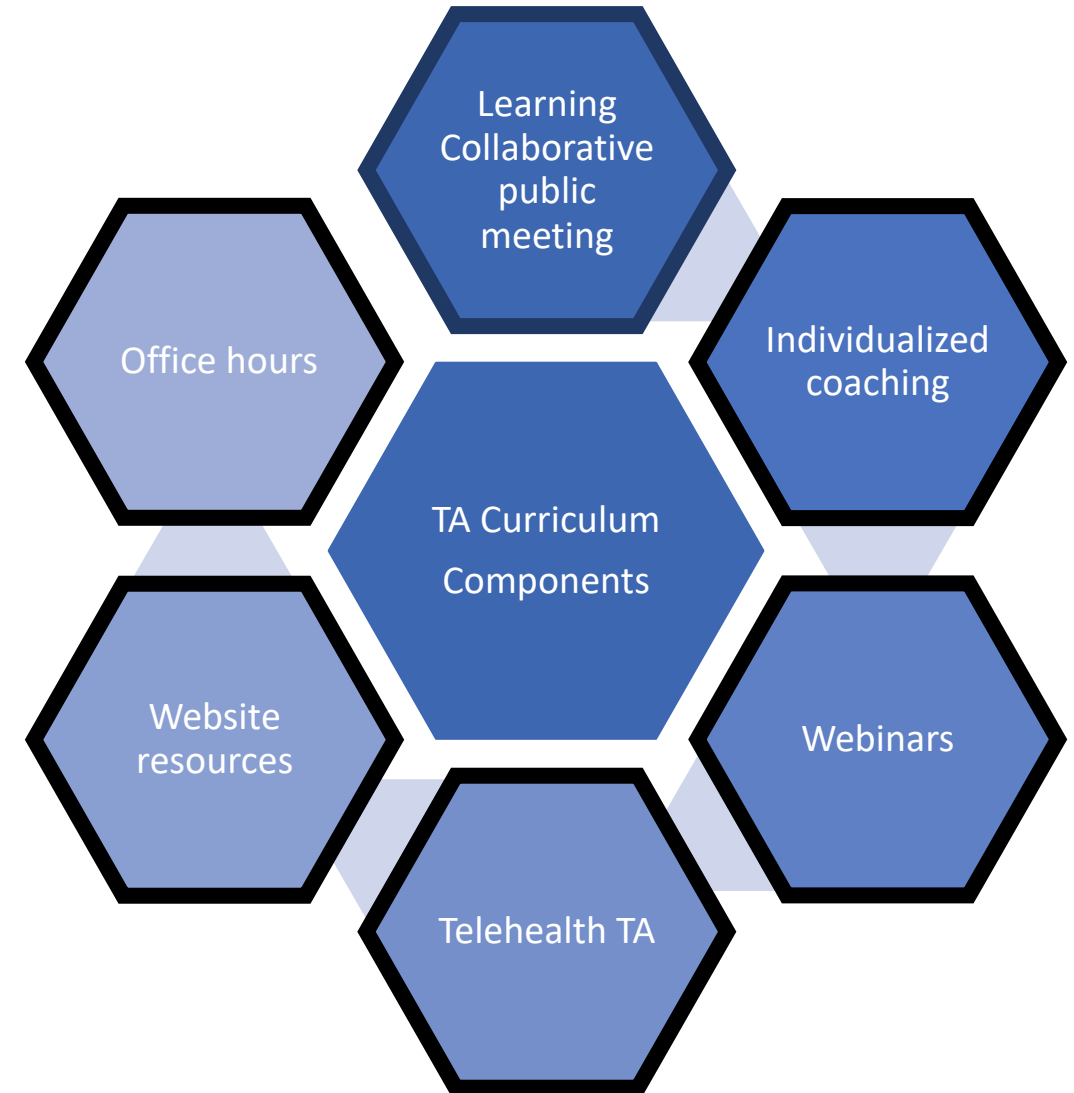 Learning
Collaborative
public
meeting
Individualized
coaching
Office hours
TA Curriculum
Components
Website
resources
Webinars
Telehealth TA